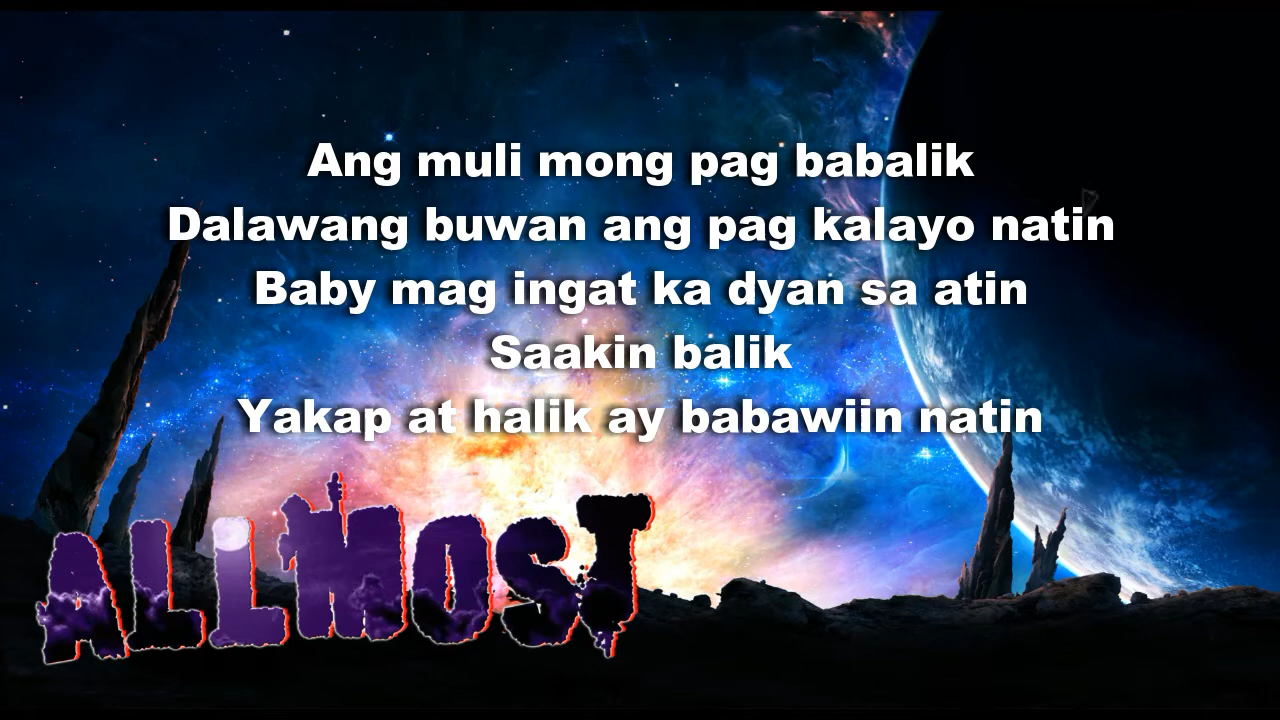 Ang muli mong pag babalik
Dalawang buwan ang pag kalayo natin
Baby mag ingat ka dyan sa atin
Saakin balik
Yakap at halik ay babawiin natin
ALLMOST